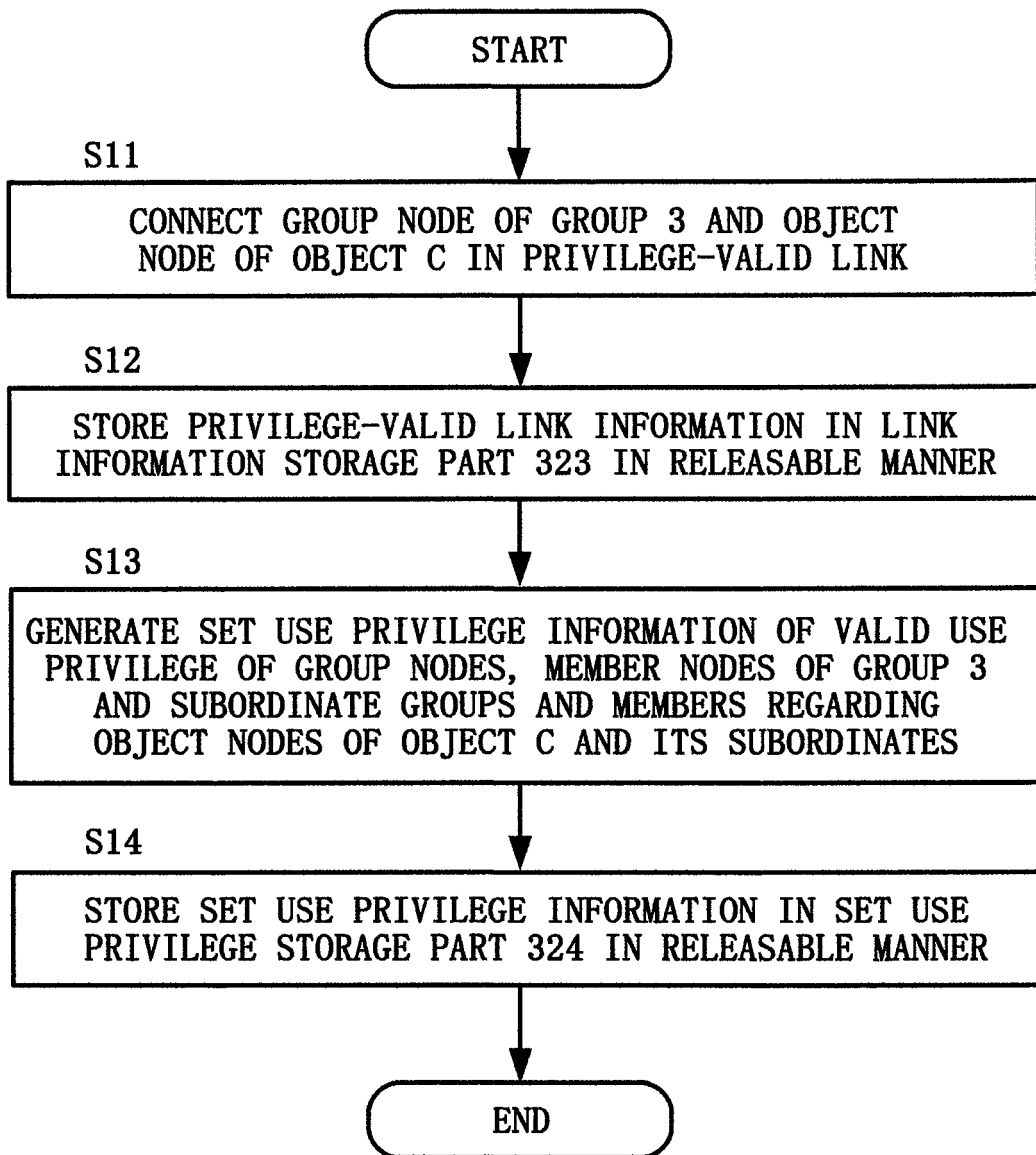 START
S11
CONNECT GROUP NODE OF GROUP 3 AND OBJECT
NODE OF OBJECT C IN PRIVILEGE-VALID LINK
S12
STORE PRIVILEGE-VALID LINK INFORMATION IN LINK
INFORMATION STORAGE PART 323 IN RELEASABLE MANNER
S13
GENERATE SET USE PRIVILEGE INFORMATION OF VALID USE
PRIVILEGE OF GROUP NODES, MEMBER NODES OF GROUP 3
AND SUBORDINATE GROUPS AND MEMBERS REGARDING
OBJECT NODES OF OBJECT C AND ITS SUBORDINATES
S14
STORE SET USE PRIVILEGE INFORMATION IN SET USE
PRIVILEGE STORAGE PART 324 IN RELEASABLE MANNER
END